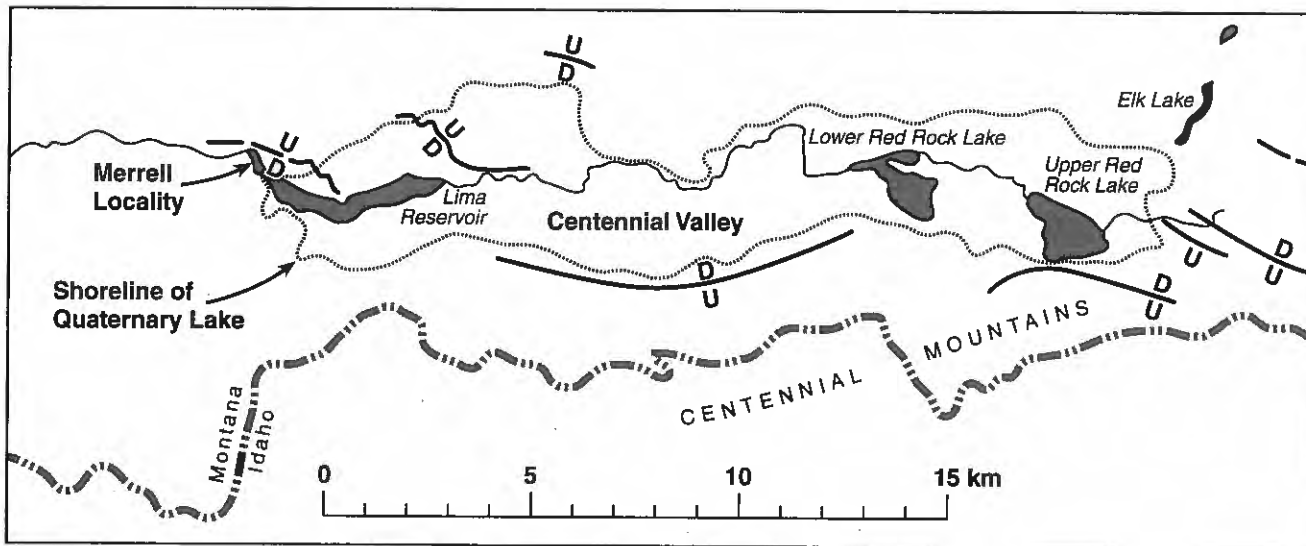 U
D
Elk Lake
U
D
Merrell
Locality
U
D
Lima
Reservoir
Lower Red Rock Lake
Upper Red
Rock Lake
Centennial Valley
D
U
U
D
U
D
U
Shoreline of
Quaternary Lake
Montana
Idaho
CENTENNIAL MOUNTAINS
0 5 10 15 km